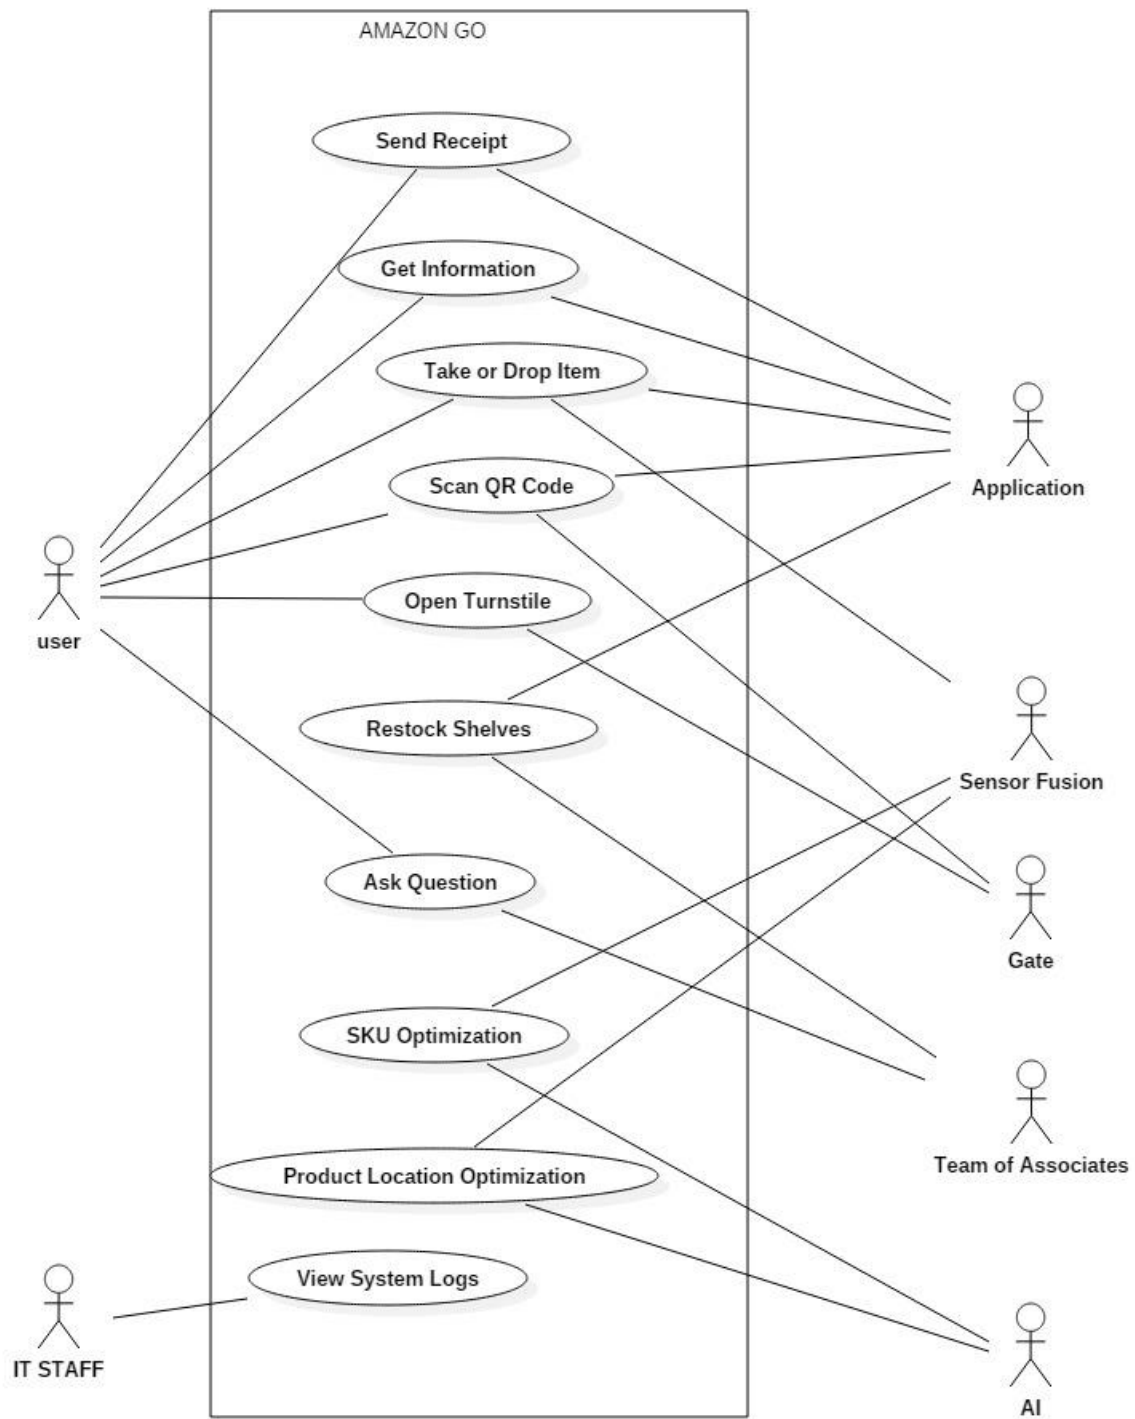 AMAZON GO
Send Receipt
Get Information
Take or Drop Item
Scan QR Code
Application
Open Turnstile
user
Restock Shelves
Sensor Fusion
Ask Question
Gate
SKU Optimization
Team of Associates
Product Location Optimization
View System Logs
IT STAFF
AI